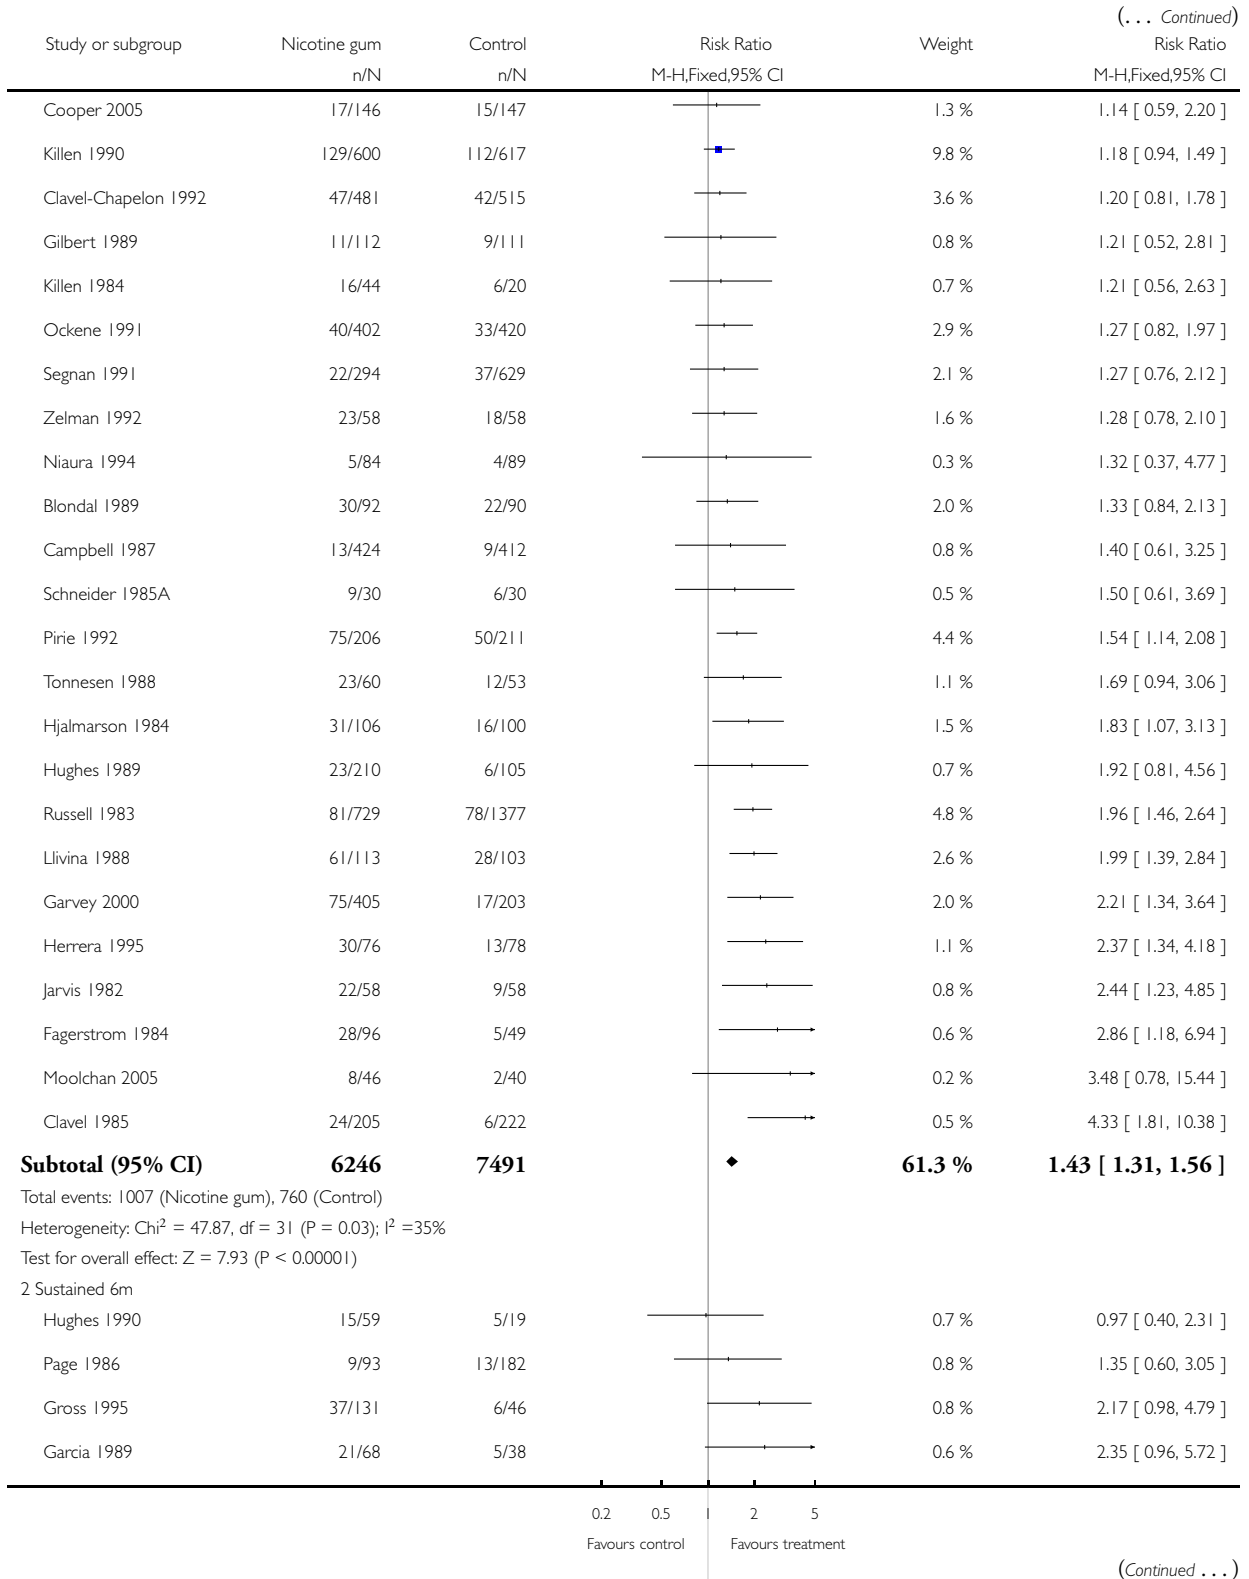 (... Continued)
Study or subgroup Nicotine gum Control Risk Ratio Weight Risk Ratio
n/N n/N M-H,Fixed,95% CI M-H,Fixed,95% CI
Cooper 2005 17/146 15/147 1.3 % 1.14 [ 0.59, 2.20 ]
Killen 1990 129/600 112/617 9.8 % 1.18 [ 0.94, 1.49 ]
Clavel-Chapelon 1992 47/481 42/515 3.6 % 1.20 [ 0.81, 1.78 ]
Gilbert 1989 11/112 9/111 0.8 % 1.21 [ 0.52, 2.81 ]
Killen 1984 16/44 6/20 0.7 % 1.21 [ 0.56, 2.63 ]
Ockene 1991 40/402 33/420 2.9 % 1.27 [ 0.82, 1.97 ]
Segnan 1991 22/294 37/629 2.1 % 1.27 [ 0.76, 2.12 ]
Zelman 1992 23/58 18/58 1.6 % 1.28 [ 0.78, 2.10 ]
Niaura 1994 5/84 4/89 0.3 % 1.32 [ 0.37, 4.77 ]
Blondal 1989 30/92 22/90 2.0 % 1.33 [ 0.84, 2.13 ]
Campbell 1987 13/424 9/412 0.8 % 1.40 [ 0.61, 3.25 ]
Schneider 1985A 9/30 6/30 0.5 % 1.50 [ 0.61, 3.69 ]
Pirie 1992 75/206 50/211 4.4 % 1.54 [ 1.14, 2.08 ]
Tonnesen 1988 23/60 12/53 1.1 % 1.69 [ 0.94, 3.06 ]
Hjalmarson 1984 31/106 16/100 1.5 % 1.83 [ 1.07, 3.13 ]
Hughes 1989 23/210 6/105 0.7 % 1.92 [ 0.81, 4.56 ]
Russell 1983 81/729 78/1377 4.8 % 1.96 [ 1.46, 2.64 ]
Llivina 1988 61/113 28/103 2.6 % 1.99 [ 1.39, 2.84 ]
Garvey 2000 75/405 17/203 2.0 % 2.21 [ 1.34, 3.64 ]
Herrera 1995 30/76 13/78 1.1 % 2.37 [ 1.34, 4.18 ]
Jarvis 1982 22/58 9/58 0.8 % 2.44 [ 1.23, 4.85 ]
Fagerstrom 1984 28/96 5/49 0.6 % 2.86 [ 1.18, 6.94 ]
Moolchan 2005 8/46 2/40 0.2 % 3.48 [ 0.78, 15.44 ]
Clavel 1985 24/205 6/222 0.5 % 4.33 [ 1.81, 10.38 ]
Subtotal (95% CI) 6246 7491 61.3 % 1.43 [ 1.31, 1.56 ]
Total events: 1007 (Nicotine gum), 760 (Control)
Heterogeneity: Chi² = 47.87, df = 31 (P = 0.03); I² =35%
Test for overall effect: Z = 7.93 (P < 0.00001)
2 Sustained 6m
Hughes 1990 15/59 5/19 0.7 % 0.97 [ 0.40, 2.31 ]
Page 1986 9/93 13/182 0.8 % 1.35 [ 0.60, 3.05 ]
Gross 1995 37/131 6/46 0.8 % 2.17 [ 0.98, 4.79 ]
Garcia 1989 21/68 5/38 0.6 % 2.35 [ 0.96, 5.72 ]
0.2 0.5 1 2 5
Favours control Favours treatment
(Continued ...)